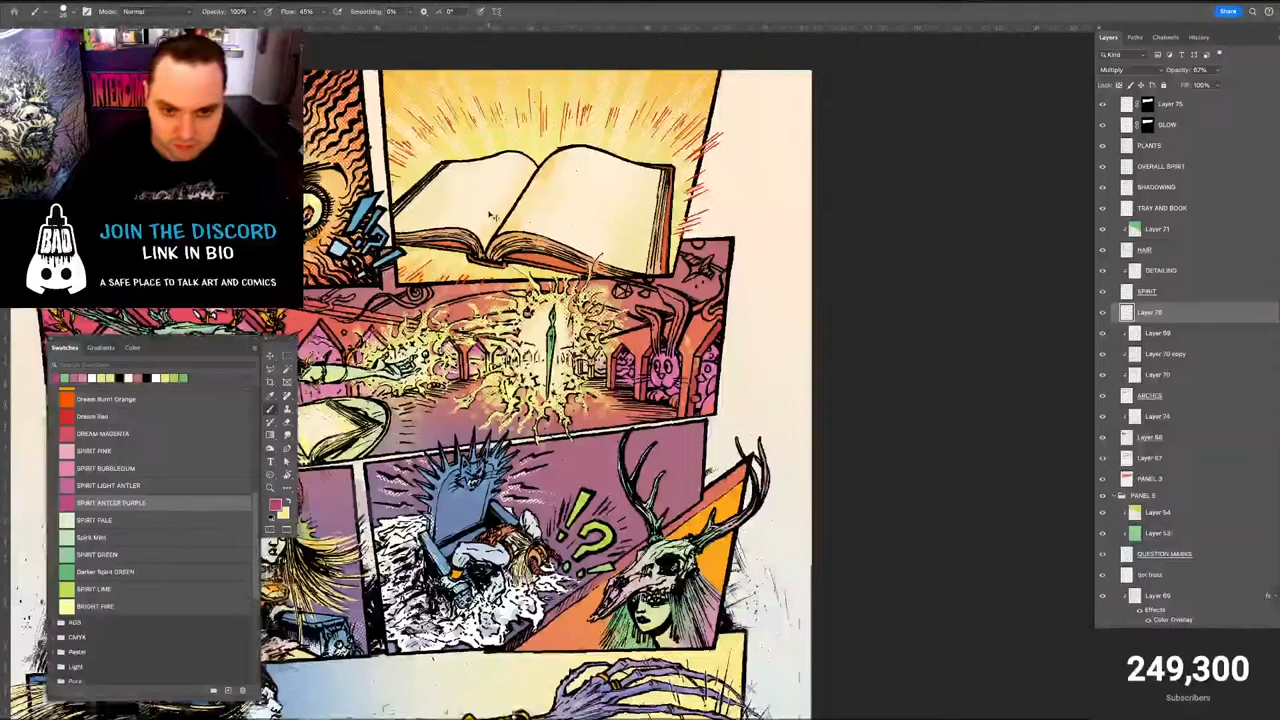 Mode: Normal
Opacity: 100%
Flow: 45%
Smoothing: 0%
0°
Share
BAD
JOIN THE DISCORD
LINK IN BIO
A SAFE PLACE TO TALK ART AND COMICS
Swatches Gradients Color
Dream Burnt Orange
Dream Red
DREAM MAGENTA
SPIRIT PINK
SPIRIT BUBBLEGUM
SPIRIT LIGHT ANTLER
SPIRIT ANTLER PURPLE
SPIRIT PALE
Spirit Mint
SPIRIT GREEN
Darker Spirit GREEN
SPIRIT LIME
BRIGHT FIRE
RGB
CMYK
Pastel
Light
Pure
!?
Layers Paths Channels History
Kind
Multiply Opacity: 67%
Lock: Fill: 100%
Layer 75
GLOW
PLANTS
OVERALL SPIRIT
SHADOWING
TRAY AND BOOK
Layer 71
HAIR
DETAILING
SPIRIT
Layer 76
Layer 69
Layer 70 copy
Layer 70
ARCHES
Layer 74
Layer 68
Layer 67
PANEL 3
PANEL 5
Layer 54
Layer 53
QUESTION MARKS
Layer 65
Effects
Color Overlay
249,300
Subscribers